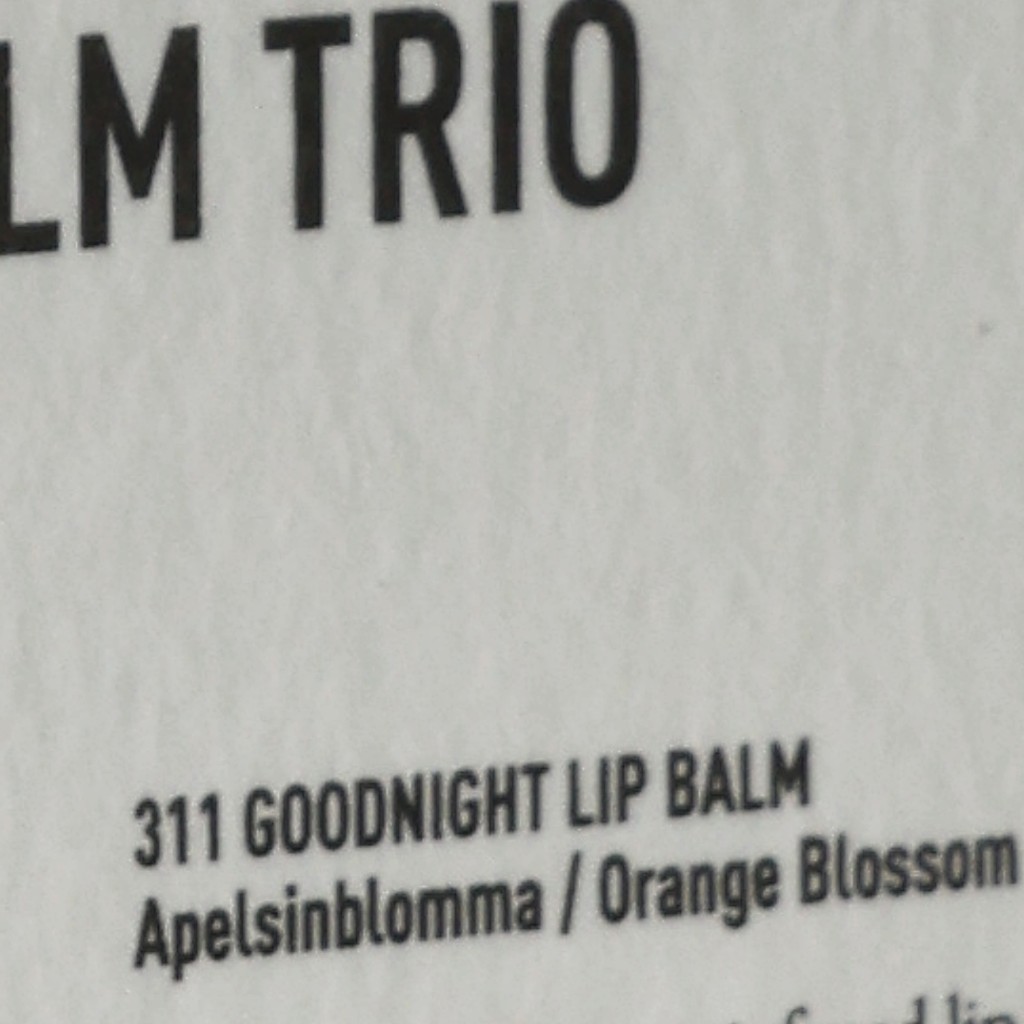 LM TRIO
311 GOODNIGHT LIP BALM
Apelsinblomma / Orange Blossom